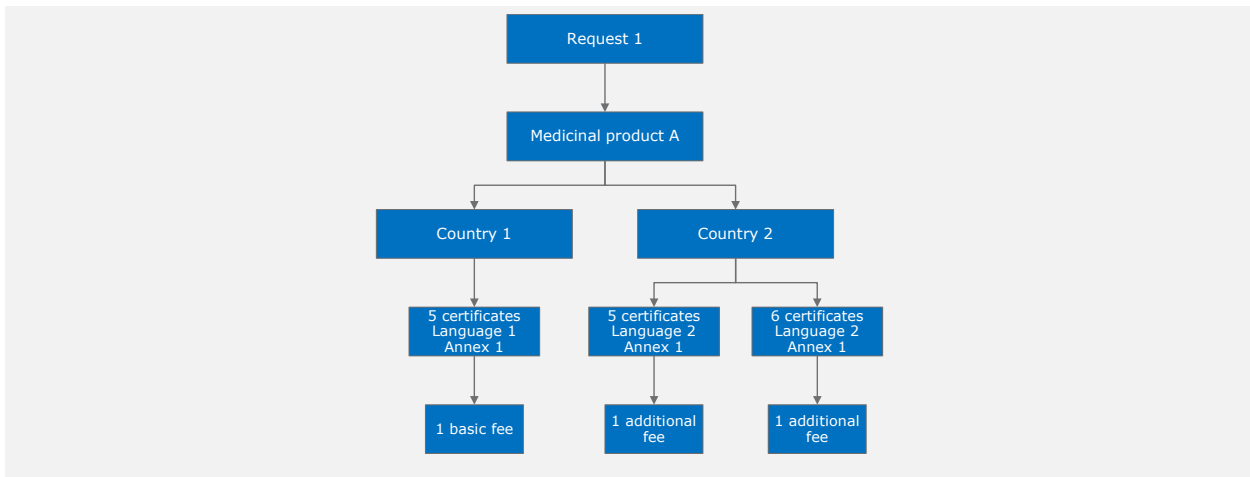 Request 1
Medicinal product A
Country 1
Country 2
5 certificates
Language 1
Annex 1
5 certificates
Language 2
Annex 1
6 certificates
Language 2
Annex 1
1 basic fee
1 additional
fee
1 additional
fee